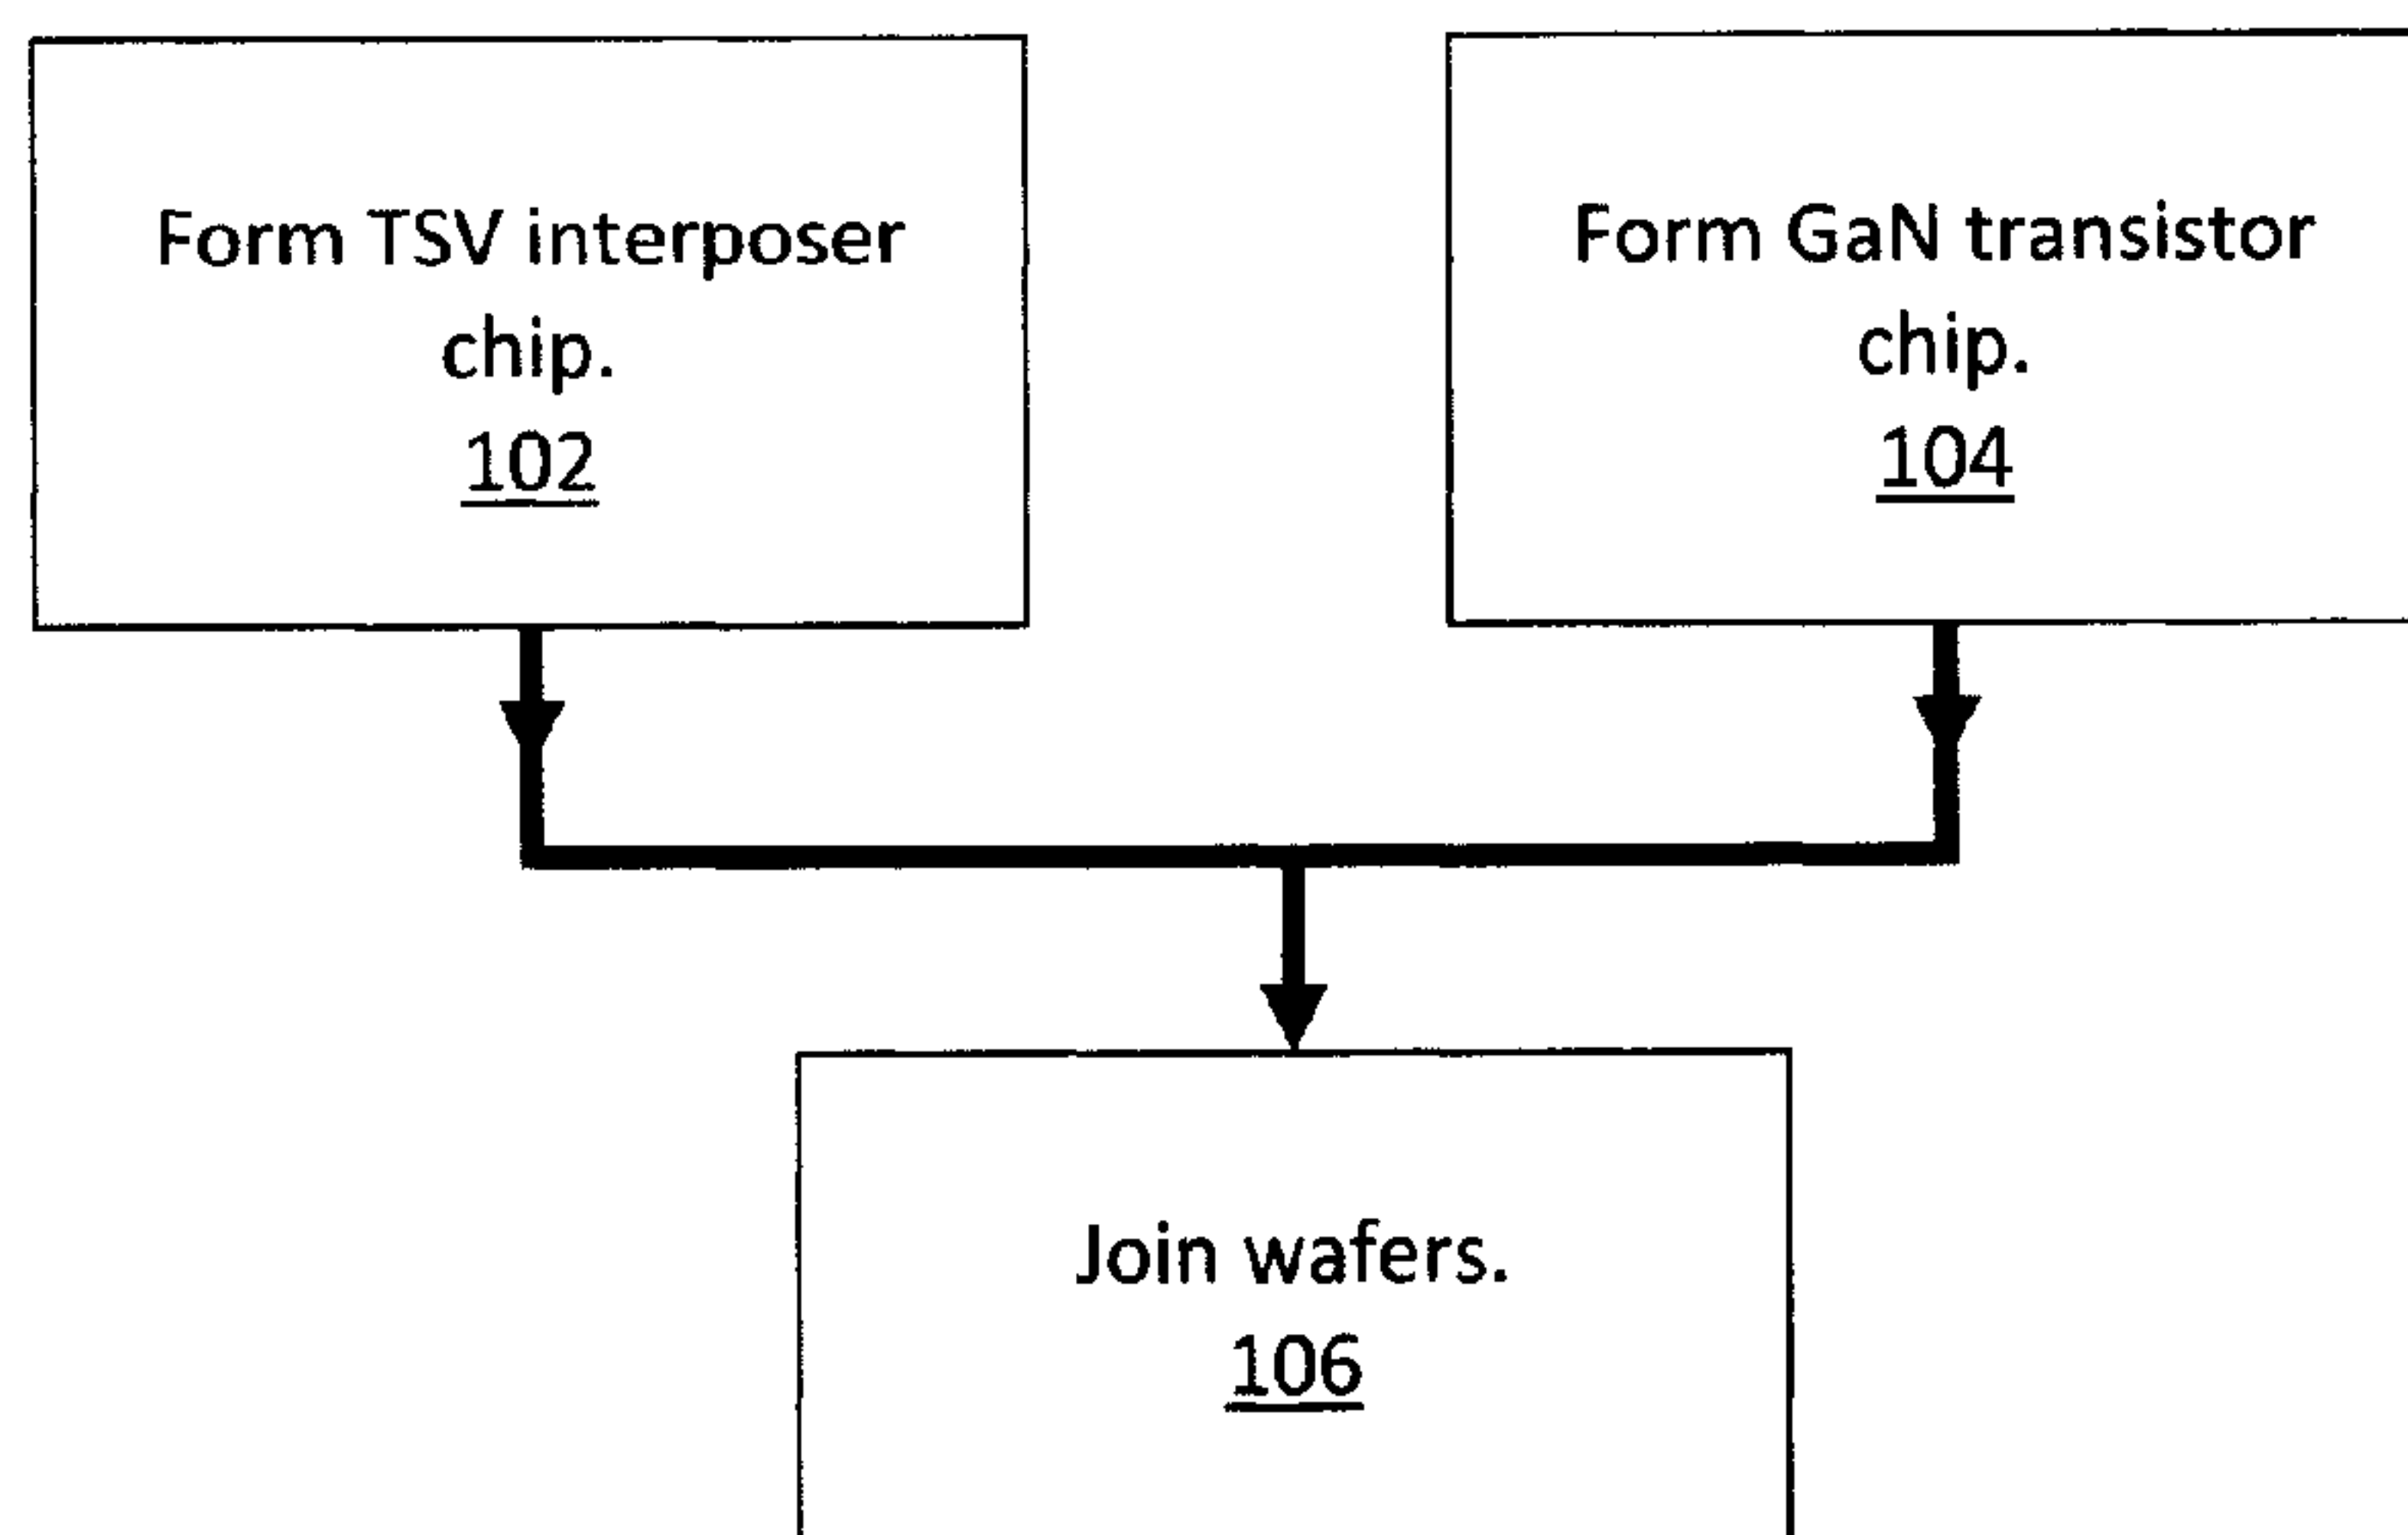 Form TSV interposer
chip.
102
Form GaN transistor
chip.
104
Join wafers.
106